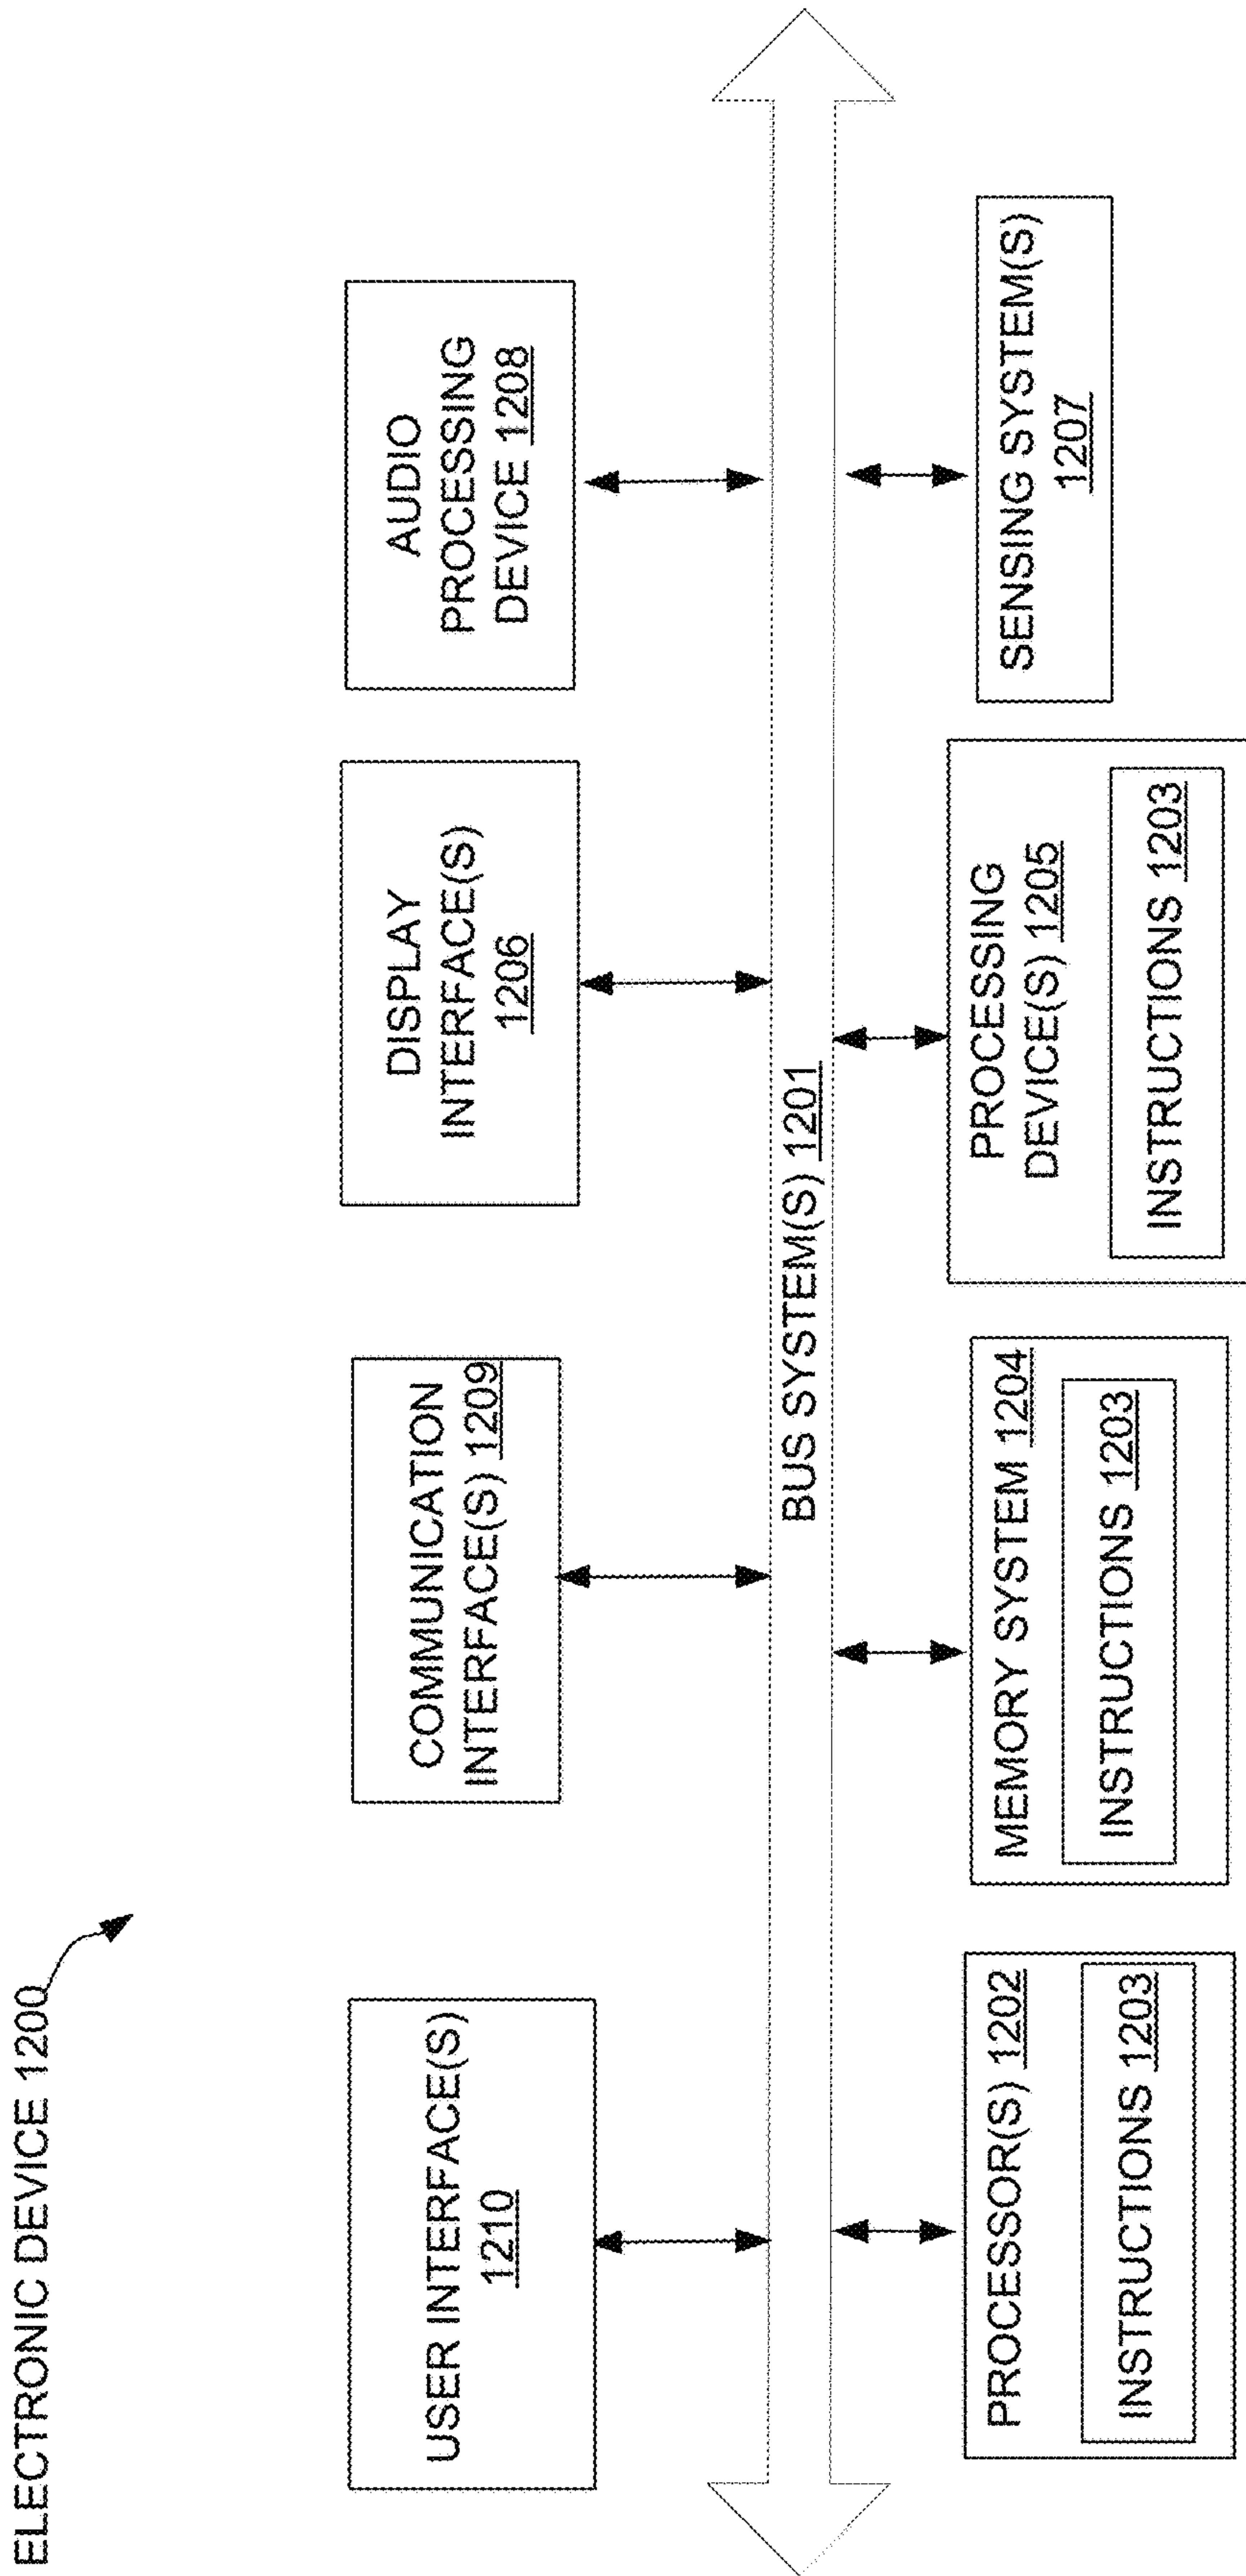 ELECTRONIC DEVICE 1200
USER INTERFACE(S)
1210
COMMUNICATION
INTERFACE(S) 1209
DISPLAY
INTERFACE(S)
1206
AUDIO
PROCESSING
DEVICE 1208
BUS SYSTEM(S) 1201
PROCESSOR(S) 1202
INSTRUCTIONS 1203
MEMORY SYSTEM 1204
INSTRUCTIONS 1203
PROCESSING
DEVICE(S) 1205
INSTRUCTIONS 1203
SENSING SYSTEM(S)
1207